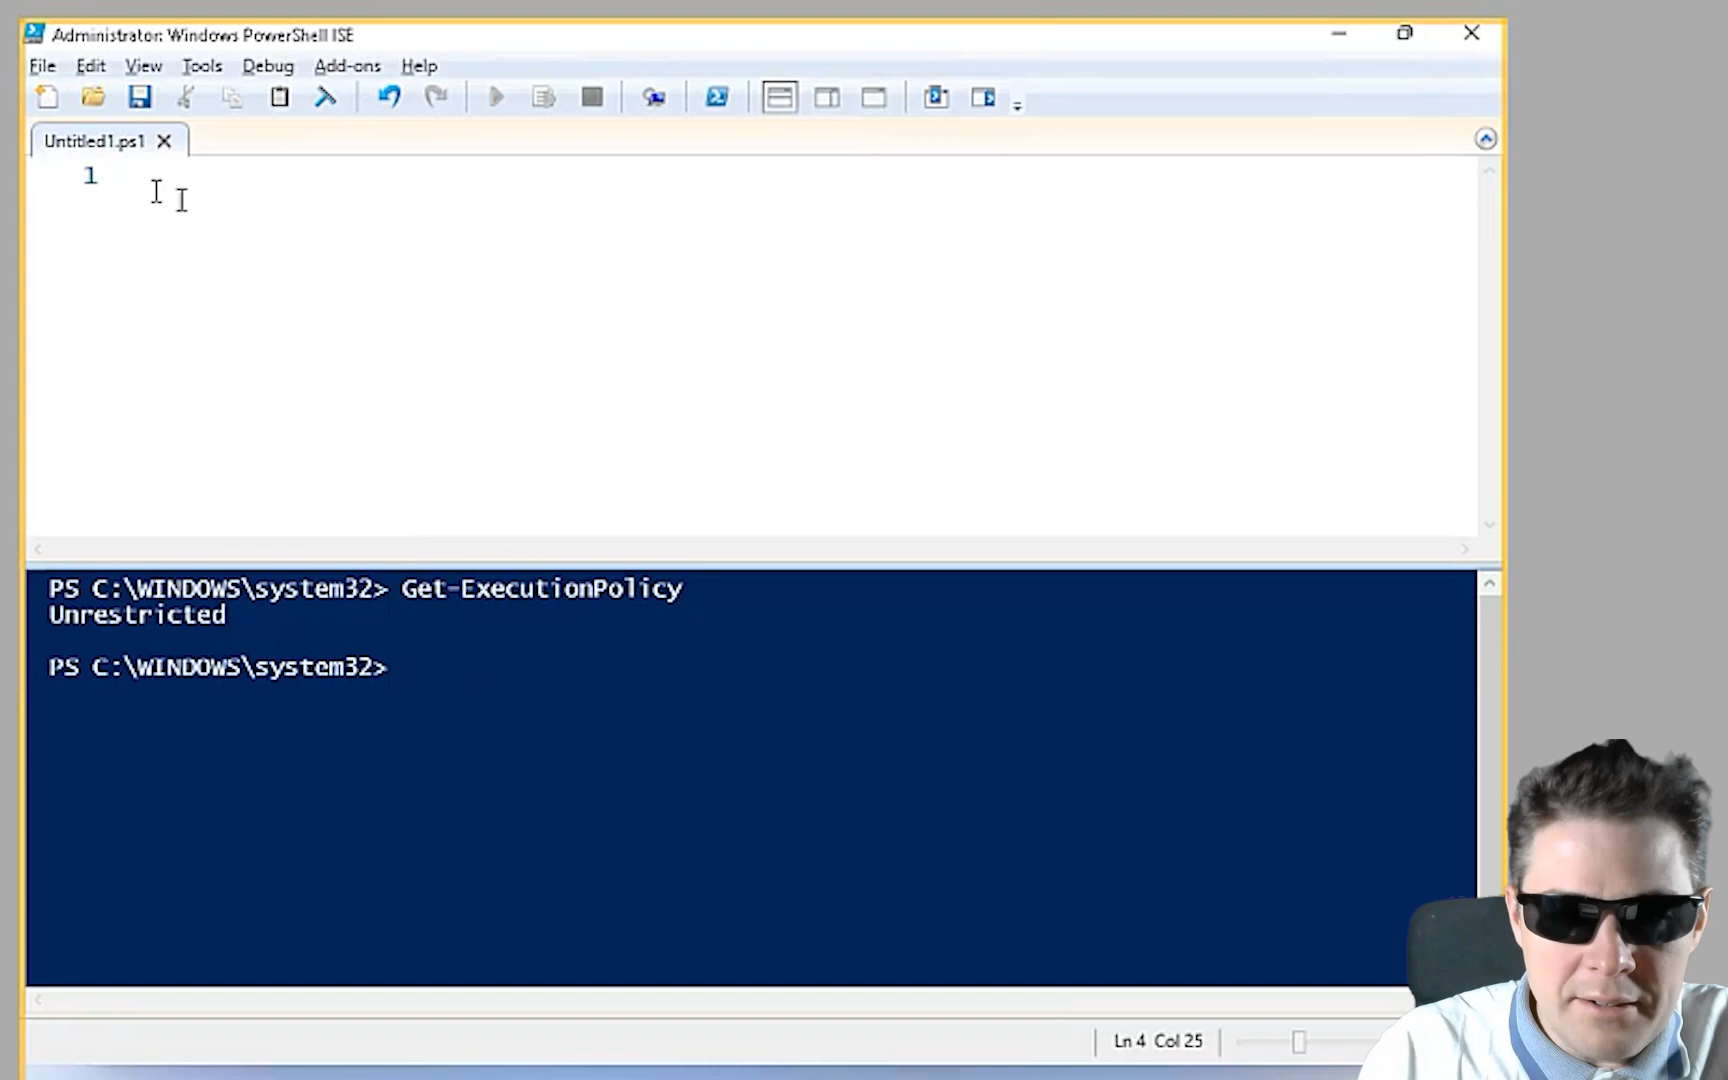 Administrator: Windows PowerShell ISE
File Edit View Tools Debug Add-ons Help
Untitled1.ps1
1
PS C:\WINDOWS\system32> Get-ExecutionPolicy
Unrestricted
PS C:\WINDOWS\system32>
Ln 4 Col 25